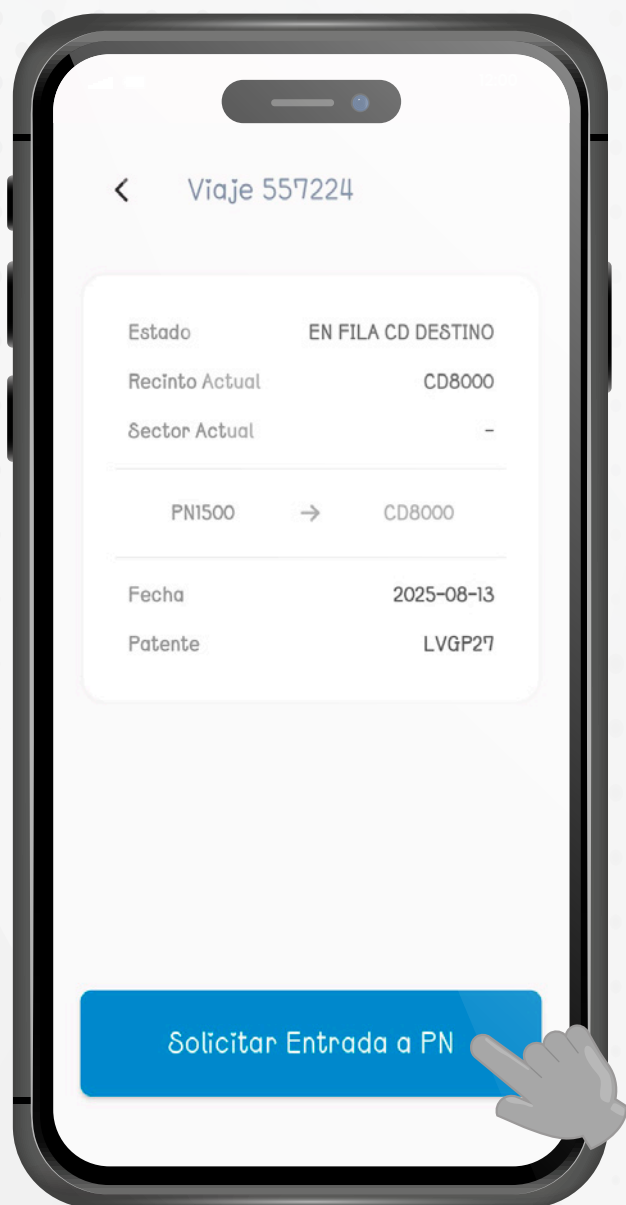 Viaje 557224
Estado EN FILA CD DESTINO
Recinto Actual CD8000
Sector Actual -
PN1500 → CD8000
Fecha 2025-08-13
Patente LVGP27
Solicitar Entrada a PN